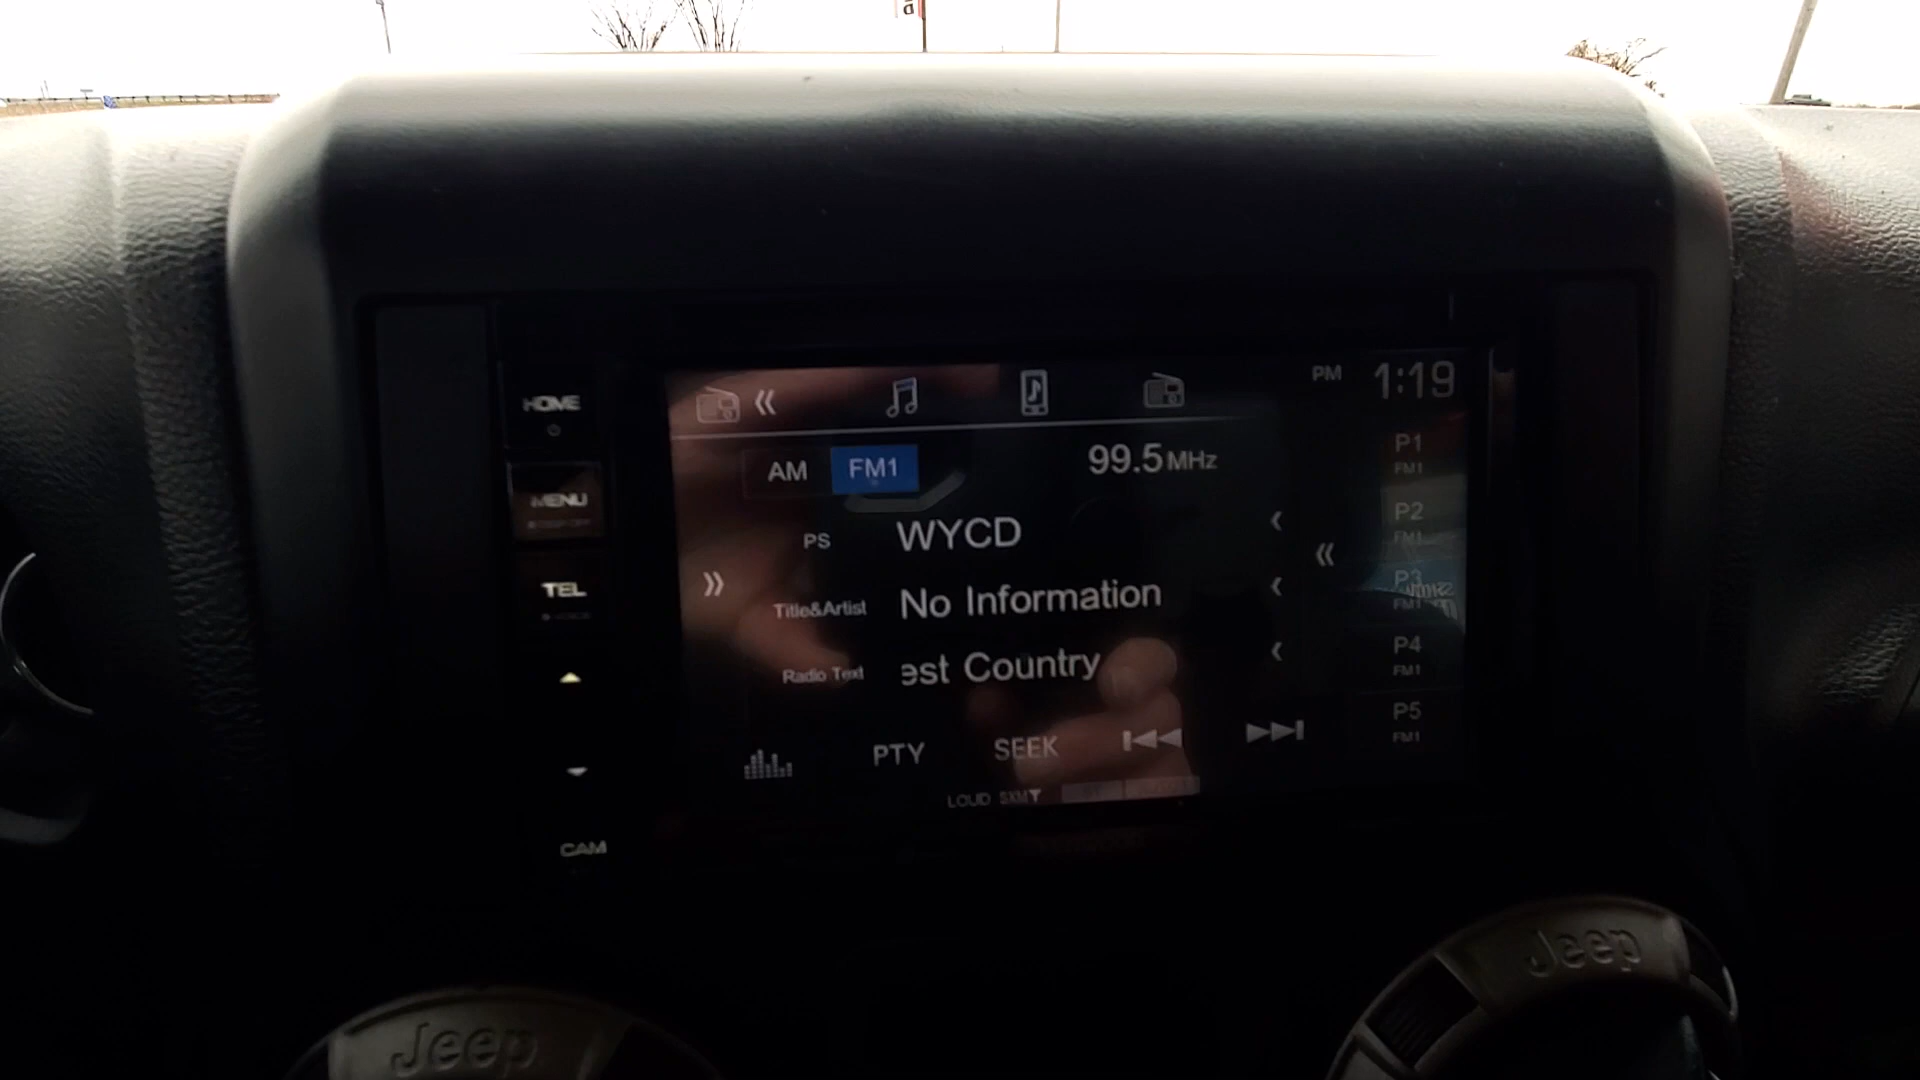 HOME
MENU
TEL
CAM
PM 1:19
AM FM1 99.5 MHz
PS WYCD
Title&Artist No Information
Radio Text est Country
PTY SEEK
LOUD SXM
P1
FM1
P2
FM1
P3
FM1
P4
FM1
P5
FM1
Jeep
Jeep